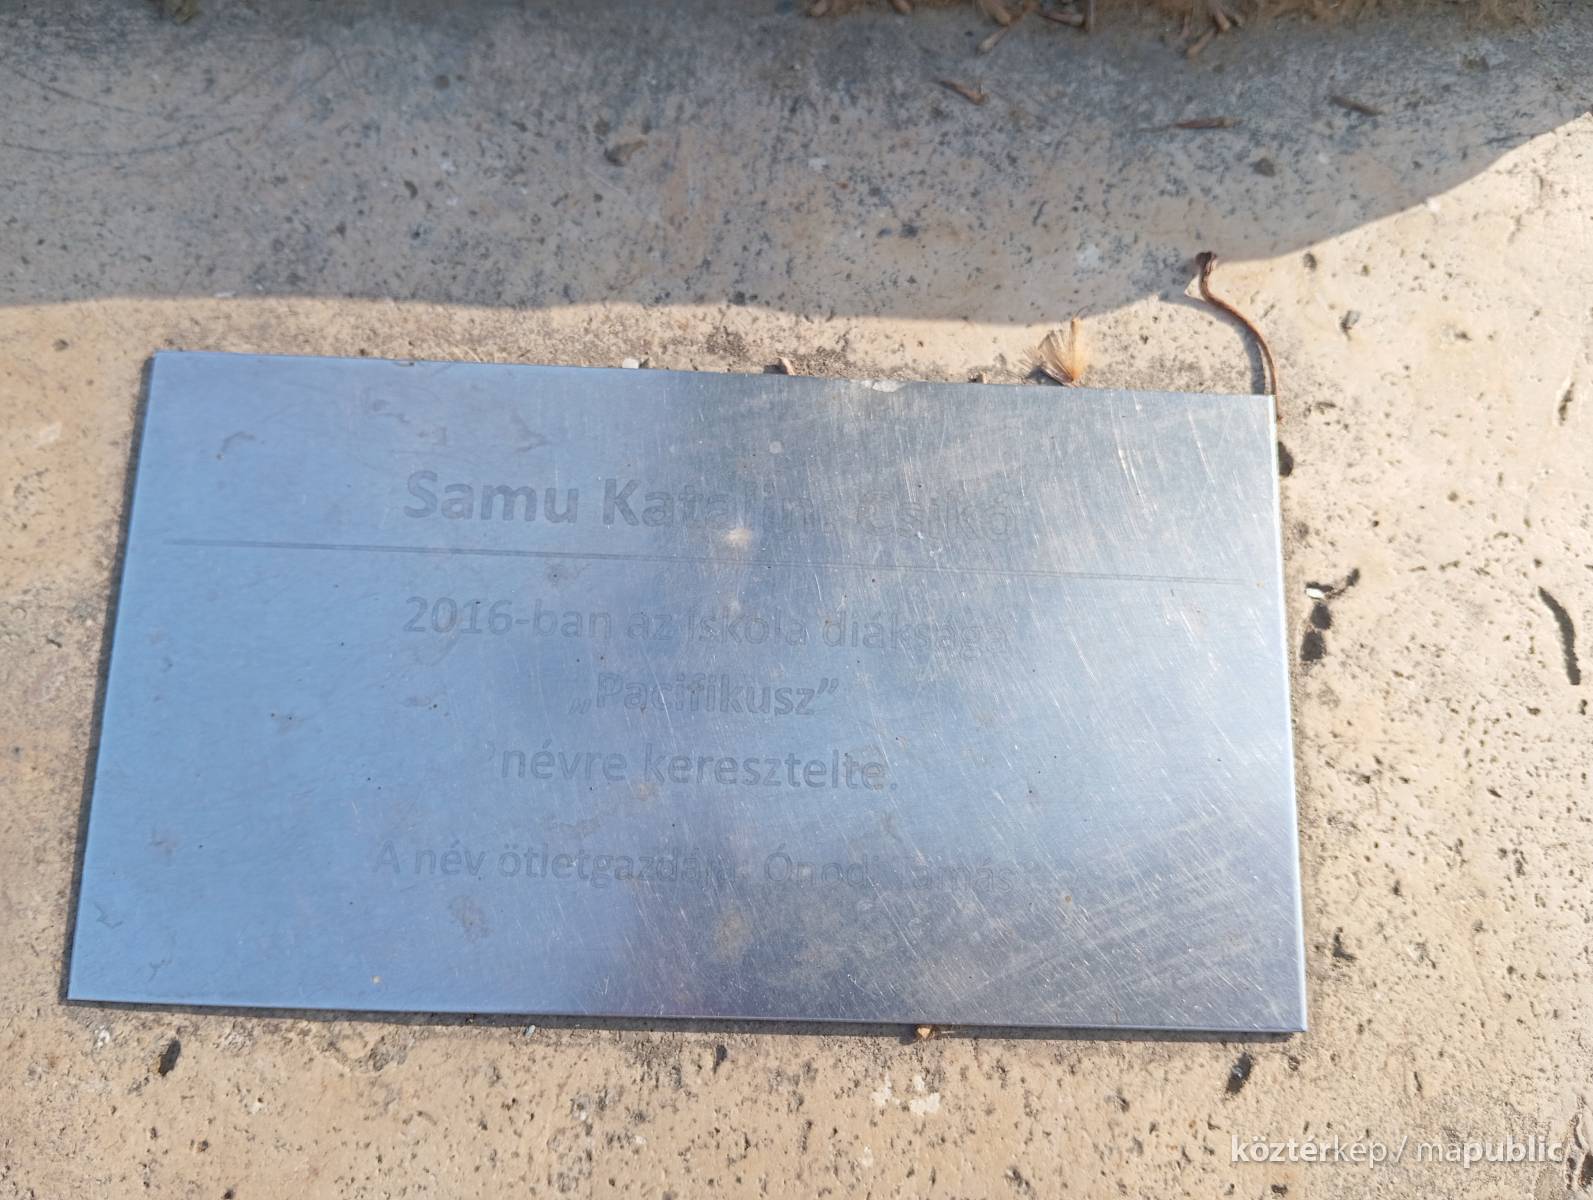 Samu Katalin: Csikó
2016-ban az iskola diáksága
„Pacifikusz”
névre keresztelte.
A név ötletgazdája: Ónodi Tamás
köztérkép / mapublic